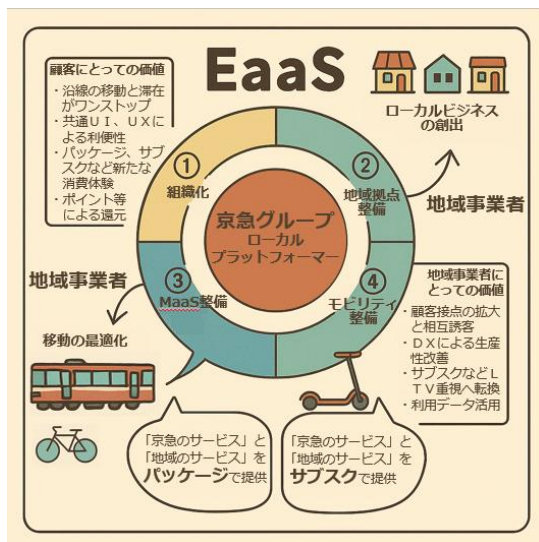 EaaS
顧客にとっての価値
・沿線の移動と滞在
がワンストップ
・共通UI、UXに
よる利便性
・パッケージ、サブ
スクなど新たな
消費体験
・ポイント等
による還元
ローカルビジネス
の創出
地域事業者
①
組織化
②
地域拠点
整備
京急グループ
ローカル
プラットフォーマー
③
MaaS整備
④
モビリティ
整備
地域事業者
移動の最適化
地域事業者に
とっての価値
・顧客接点の拡大
と相互誘客
・DXによる生産
性改善
・サブスクなどL
TV重視へ転換
・利用データ活用
「京急のサービス」と
「地域のサービス」を
パッケージで提供
「京急のサービス」と
「地域のサービス」を
サブスクで提供